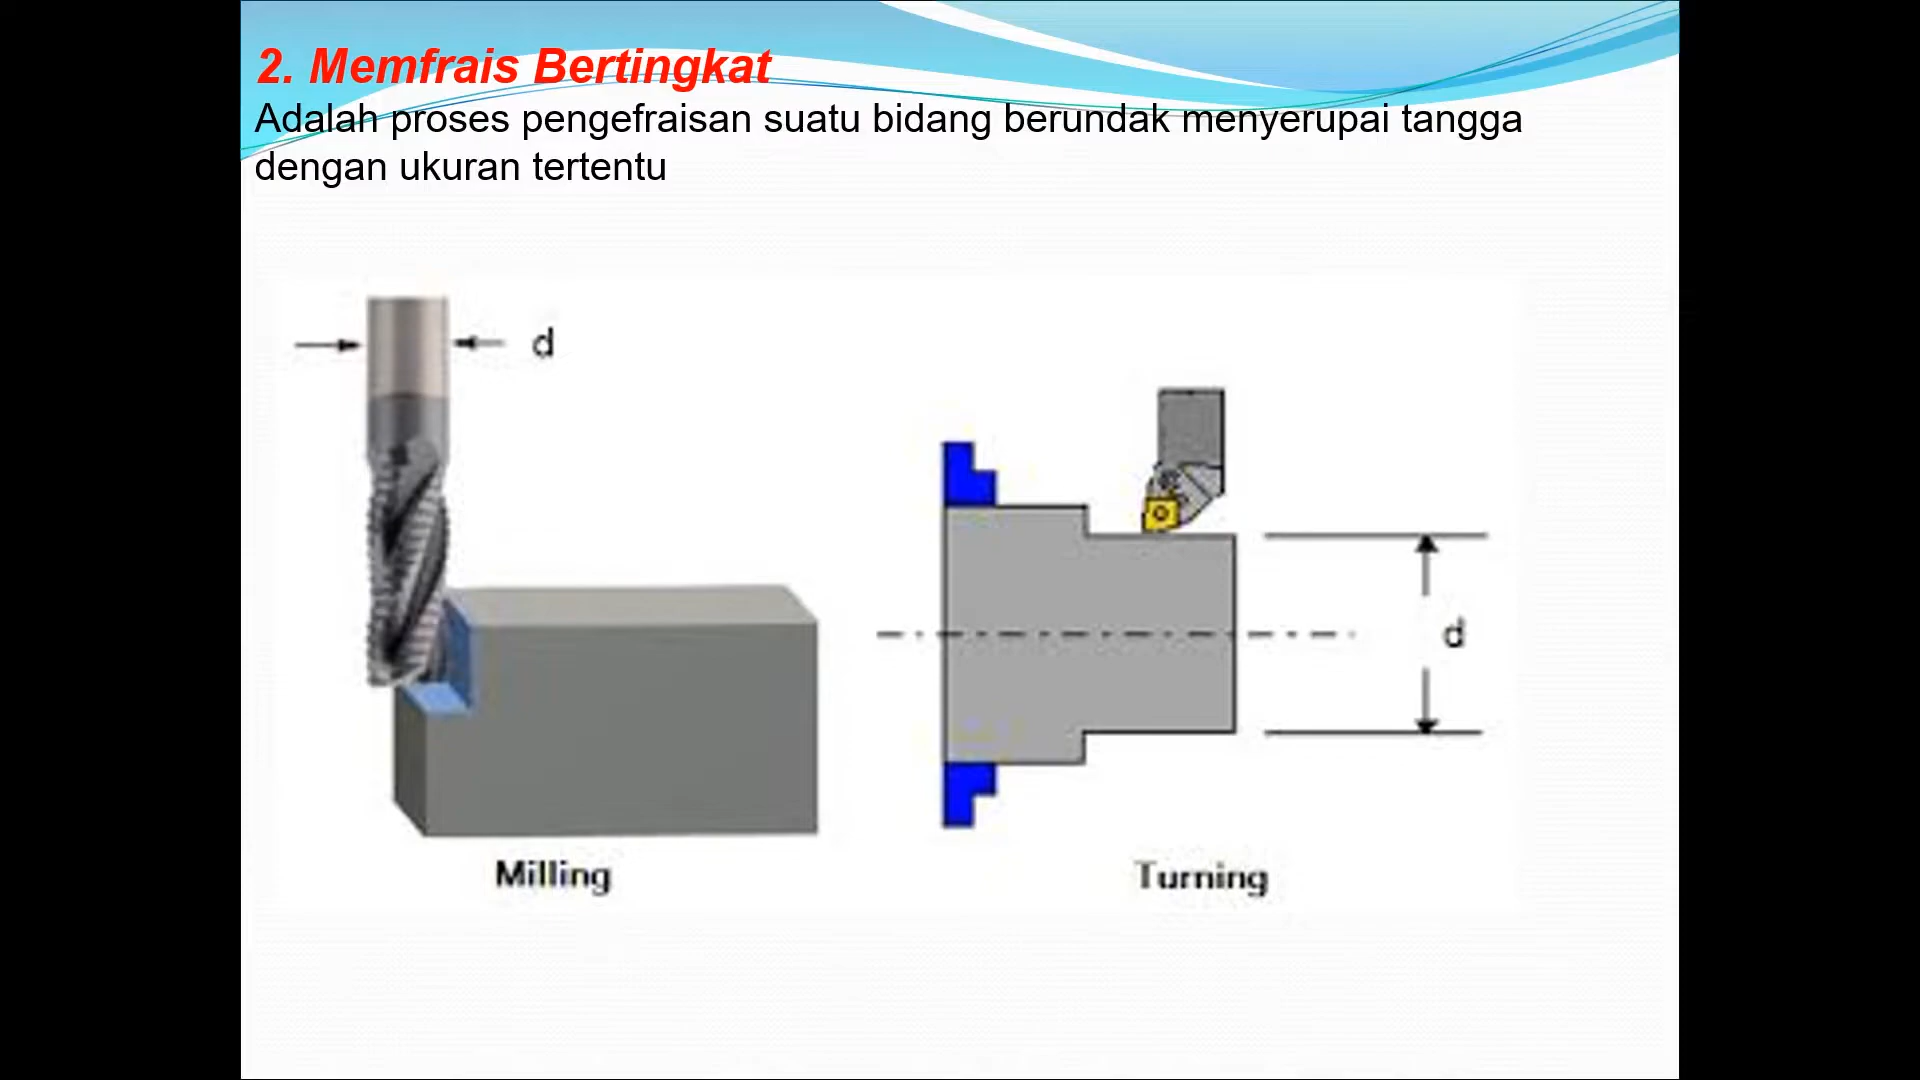 2. Memfrais Bertingkat
Adalah proses pengefraisan suatu bidang berundak menyerupai tangga
dengan ukuran tertentu
d
d
Milling
Turning